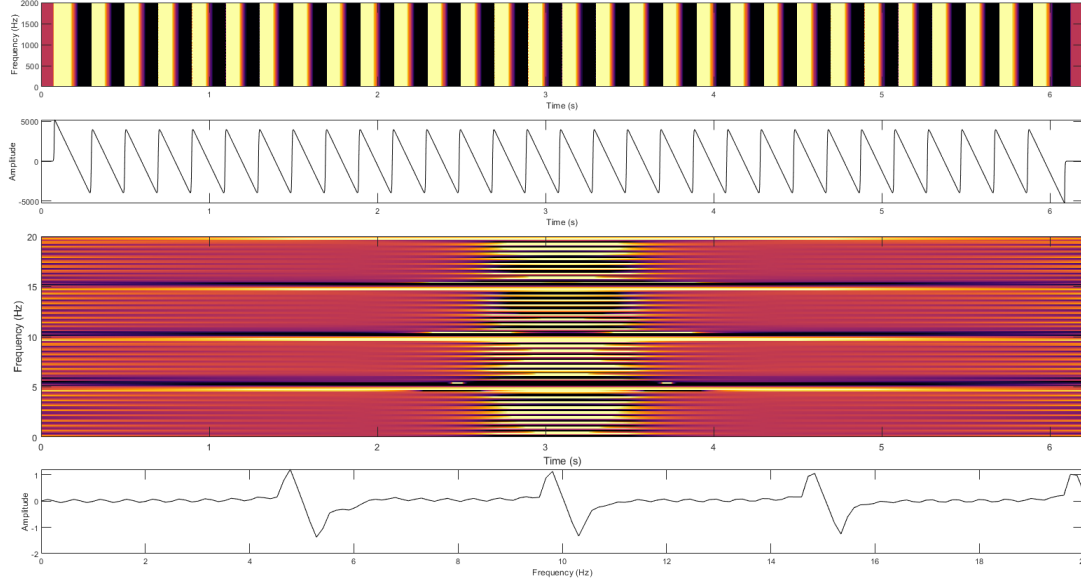 2000
1500
1000
500
0
Frequency (Hz)
0 1 2 3 4 5 6
Time (s)
5000
0
-5000
Amplitude
0 1 2 3 4 5 6
Time (s)
20
15
10
5
0
Frequency (Hz)
0 1 2 3 4 5 6
Time (s)
1
0
-1
-2
Amplitude
0 2 4 6 8 10 12 14 16 18
Frequency (Hz)